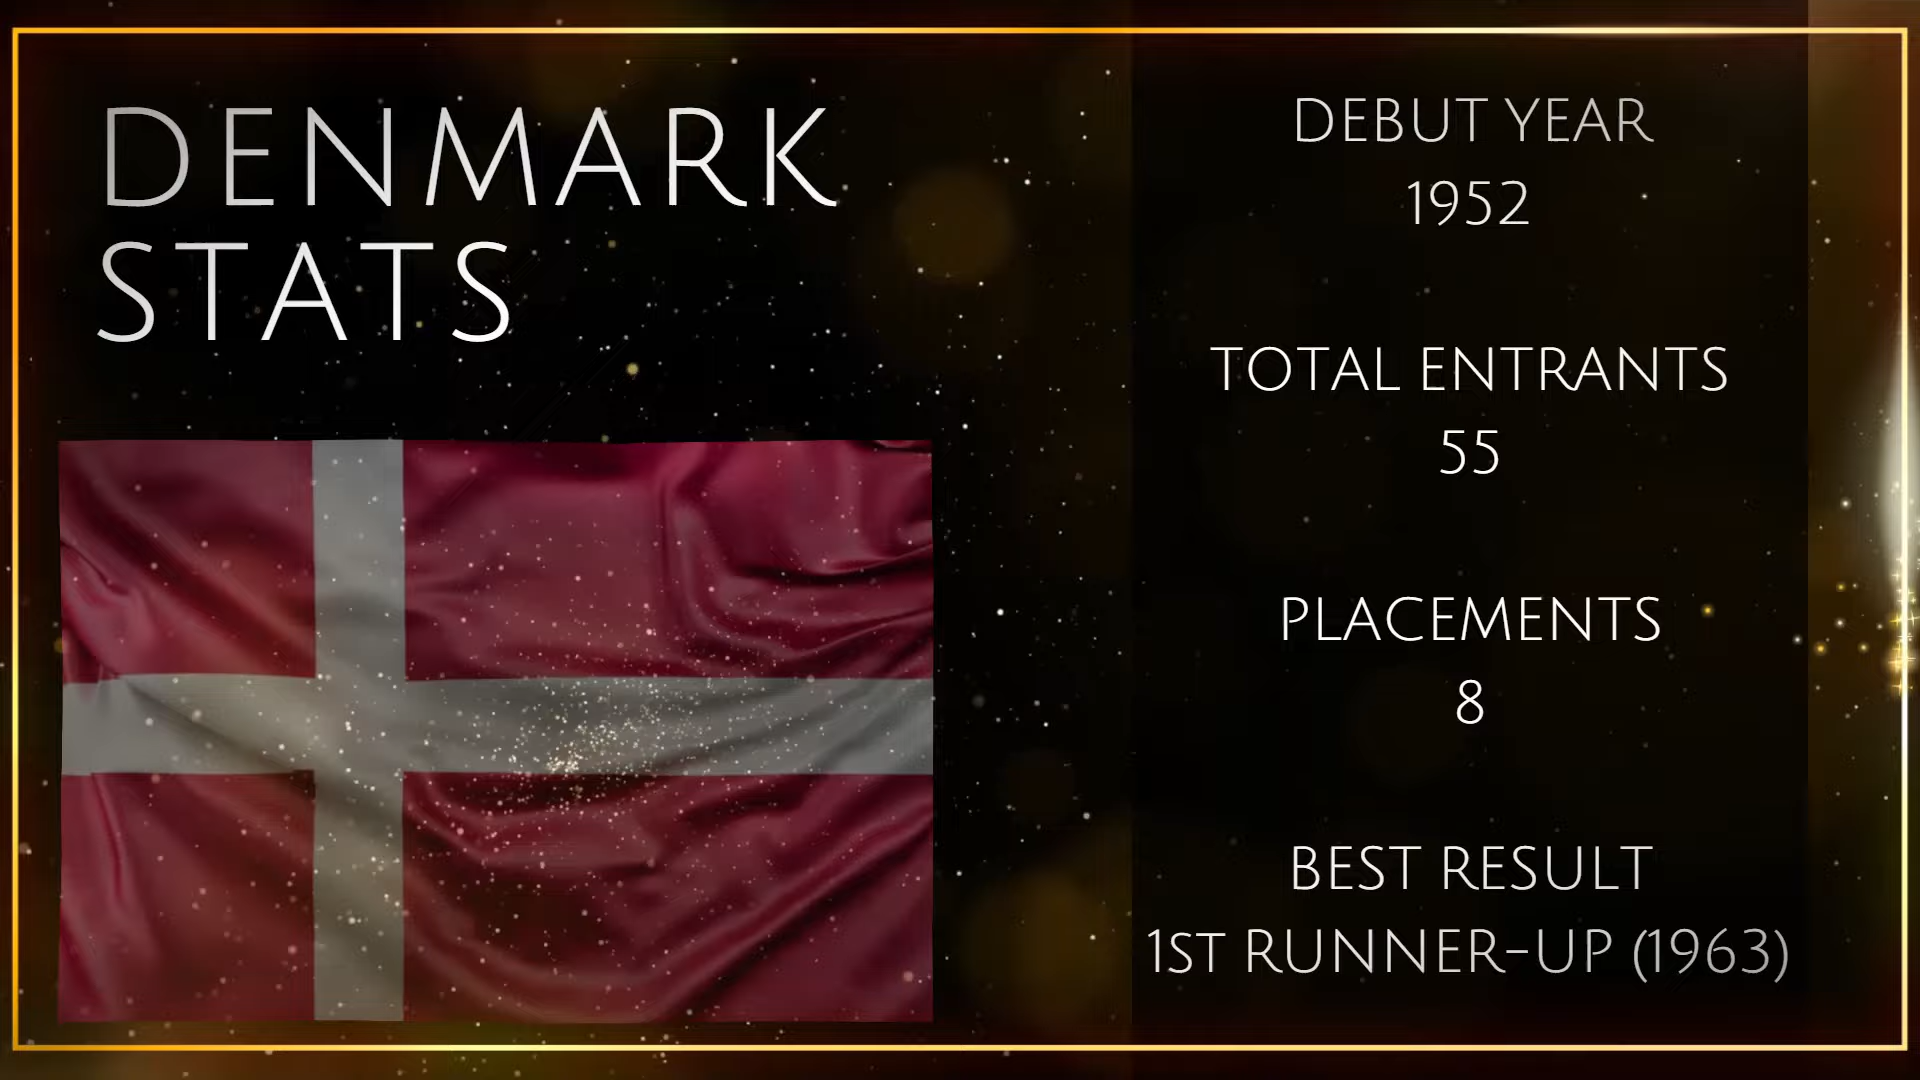 DENMARK
STATS
DEBUT YEAR
1952
TOTAL ENTRANTS
55
PLACEMENTS
8
BEST RESULT
1ST RUNNER-UP (1963)